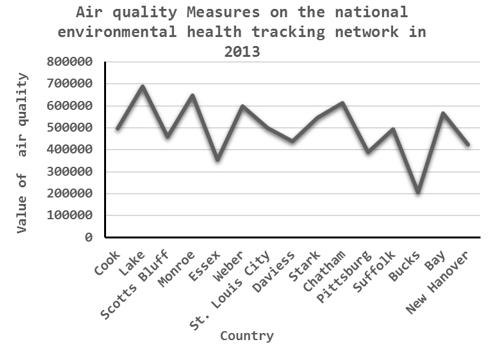 Air quality Measures on the national
environmental health tracking network in
2013
Value of air quality
800000
700000
600000
500000
400000
300000
200000
100000
0
Cook
Lake
Scotts Bluff
Monroe
Essex
Weber
St. Louis City
Daviess
Stark
Chatham
Pittsburg
Suffolk
Bucks
Bay
New Hanover
Country